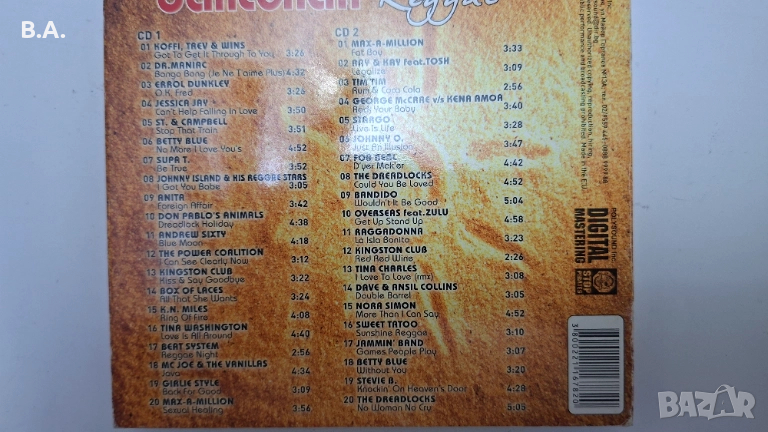 B.A.
Reggae
CD 1
01 KOFFI, TREV & WINS
Got To Get It Through To You 3:26
02 DR.MANIAC
Bongo Bong (Je Ne T'aime Plus) 4:32
03 ERROL DUNKLEY
O.K. Fred 3:26
04 JESSICA JAY
Can't Help Falling In Love 3:50
05 ST. & CAMPBELL
Stop That Train 3:51
06 BETTY BLUE
No More I Love You's 4:52
07 SUPA T.
Be True 3:52
08 JOHNNY ISLAND & HIS REGGAE STARS
I Got You Babe 3:05
09 ANITA
Foreign Affair 3:42
10 DON PABLO'S ANIMALS
Dreadlock Holiday 4:38
11 ANDREW SIXTY
Blue Moon 4:18
12 THE POWER COALITION
I Can See Clearly Now 3:12
13 KINGSTON CLUB
Kiss & Say Goodbye 3:22
14 BOX OF LACES
All That She Wants 3:24
15 K.N. MILES
Ring Of Fire 4:08
16 TINA WASHINGTON
Love Is All Around 4:40
17 BEAT SYSTEM
Reggae Night 2:56
18 MC JOE & THE VANILLAS
Java 4:34
19 GIRLIE STYLE
Back For Good 3:09
20 MAX-A-MILLION
Sexual Healing 3:56
CD 2
01 MAX-A-MILLION
Fat Boy 3:33
02 RAY & KAY feat.TOSH
Legalize 3:09
03 TIM TIM
Rum & Coca Cola 2:56
04 GEORGE McCRAE v/s KENA AMOA
Rock Your Baby 3:40
05 STARGO
Live Is Life 3:28
06 JOHNNY O.
Just An Illusion 3:47
07 FOR REAL
D'yer Mak'er 4:42
08 THE DREADLOCKS
Could You Be Loved 4:52
09 BANDIDO
Wouldn't It Be Good 5:04
10 OVERSEAS feat.ZULU
Get Up Stand Up 4:58
11 RAGGADONNA
La Isla Bonita 3:23
12 KINGSTON CLUB
Red Red Wine 2:26
13 TINA CHARLES
I Love To Love (rmx) 3:08
14 DAVE & ANSIL COLLINS
Double Barrel 3:05
15 NORA SIMON
More Than I Can Say 4:52
16 SWEET TATOO
Sunshine Reggae 3:10
17 JAMMIN' BAND
Games People Play 3:11
18 BETTY BLUE
Without You 3:20
19 STEVIE B.
Knockin' On Heaven's Door 4:28
20 THE DREADLOCKS
No Woman No Cry 5:05
DIGITAL
MASTERING
3800221167820
BAZAR